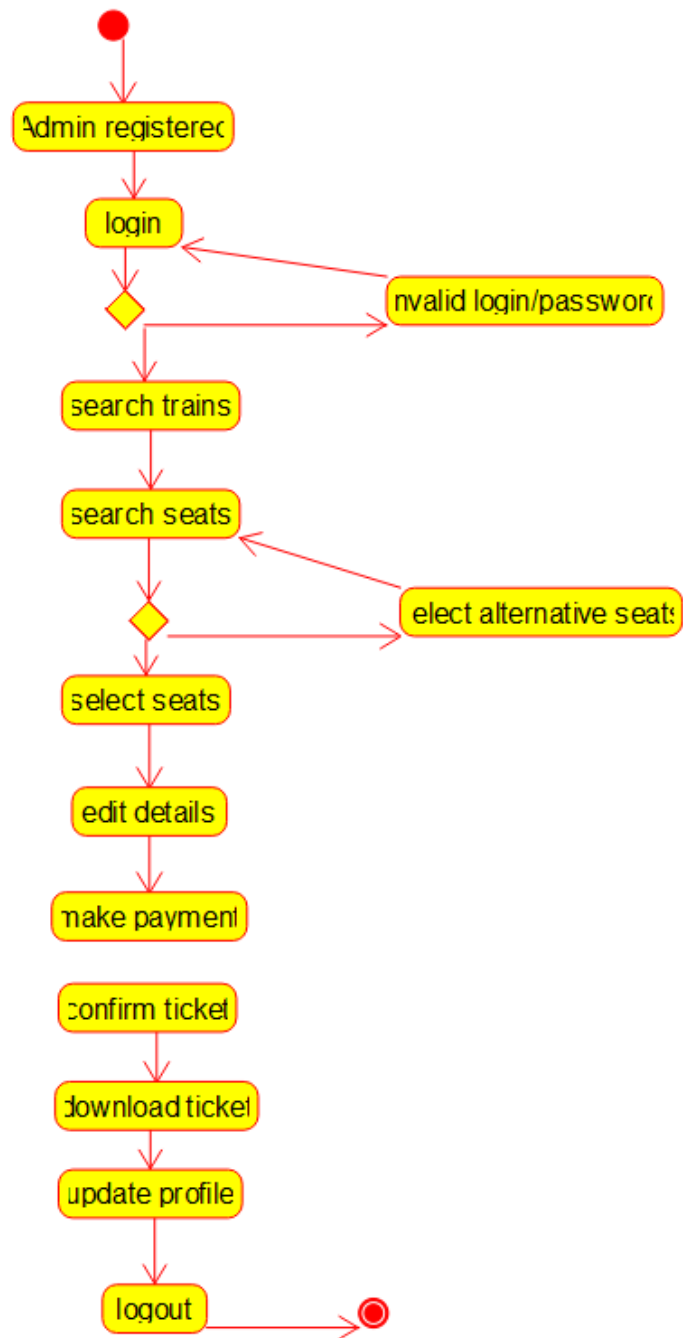 Admin registered
login
nvalid login/password
search trains
search seats
elect alternative seats
select seats
edit details
make payment
confirm ticket
download ticket
update profile
logout